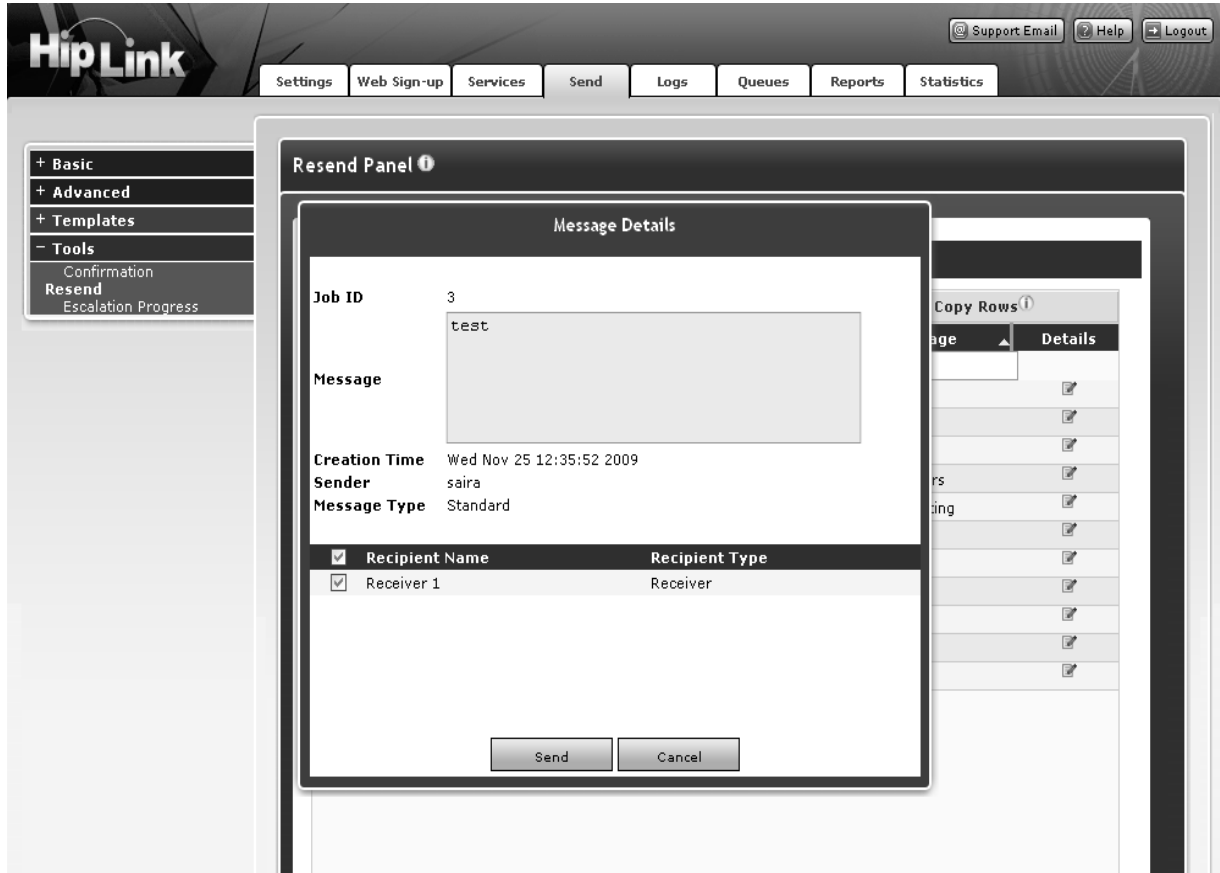 HipLink
Support Email Help Logout
Settings Web Sign-up Services Send Logs Queues Reports Statistics
+ Basic
+ Advanced
+ Templates
− Tools
Confirmation
Resend
Escalation Progress
Resend Panel
Message Details
Job ID 3
test
Message
Creation Time Wed Nov 25 12:35:52 2009
Sender saira
Message Type Standard
Recipient Name Recipient Type
Receiver 1 Receiver
Send Cancel
Copy Rows
Details